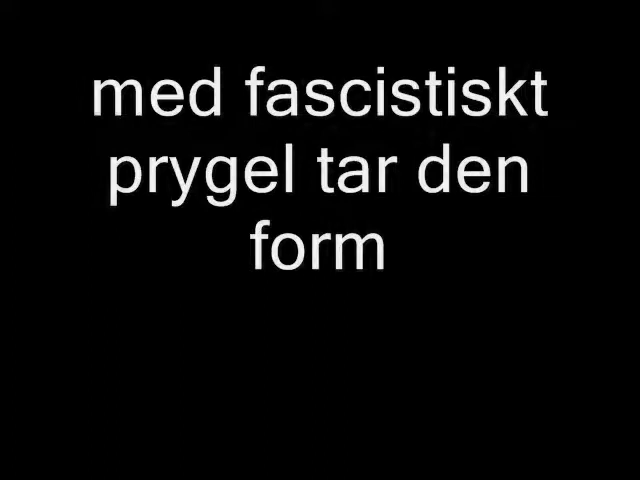 med fascistiskt
prygel tar den
form